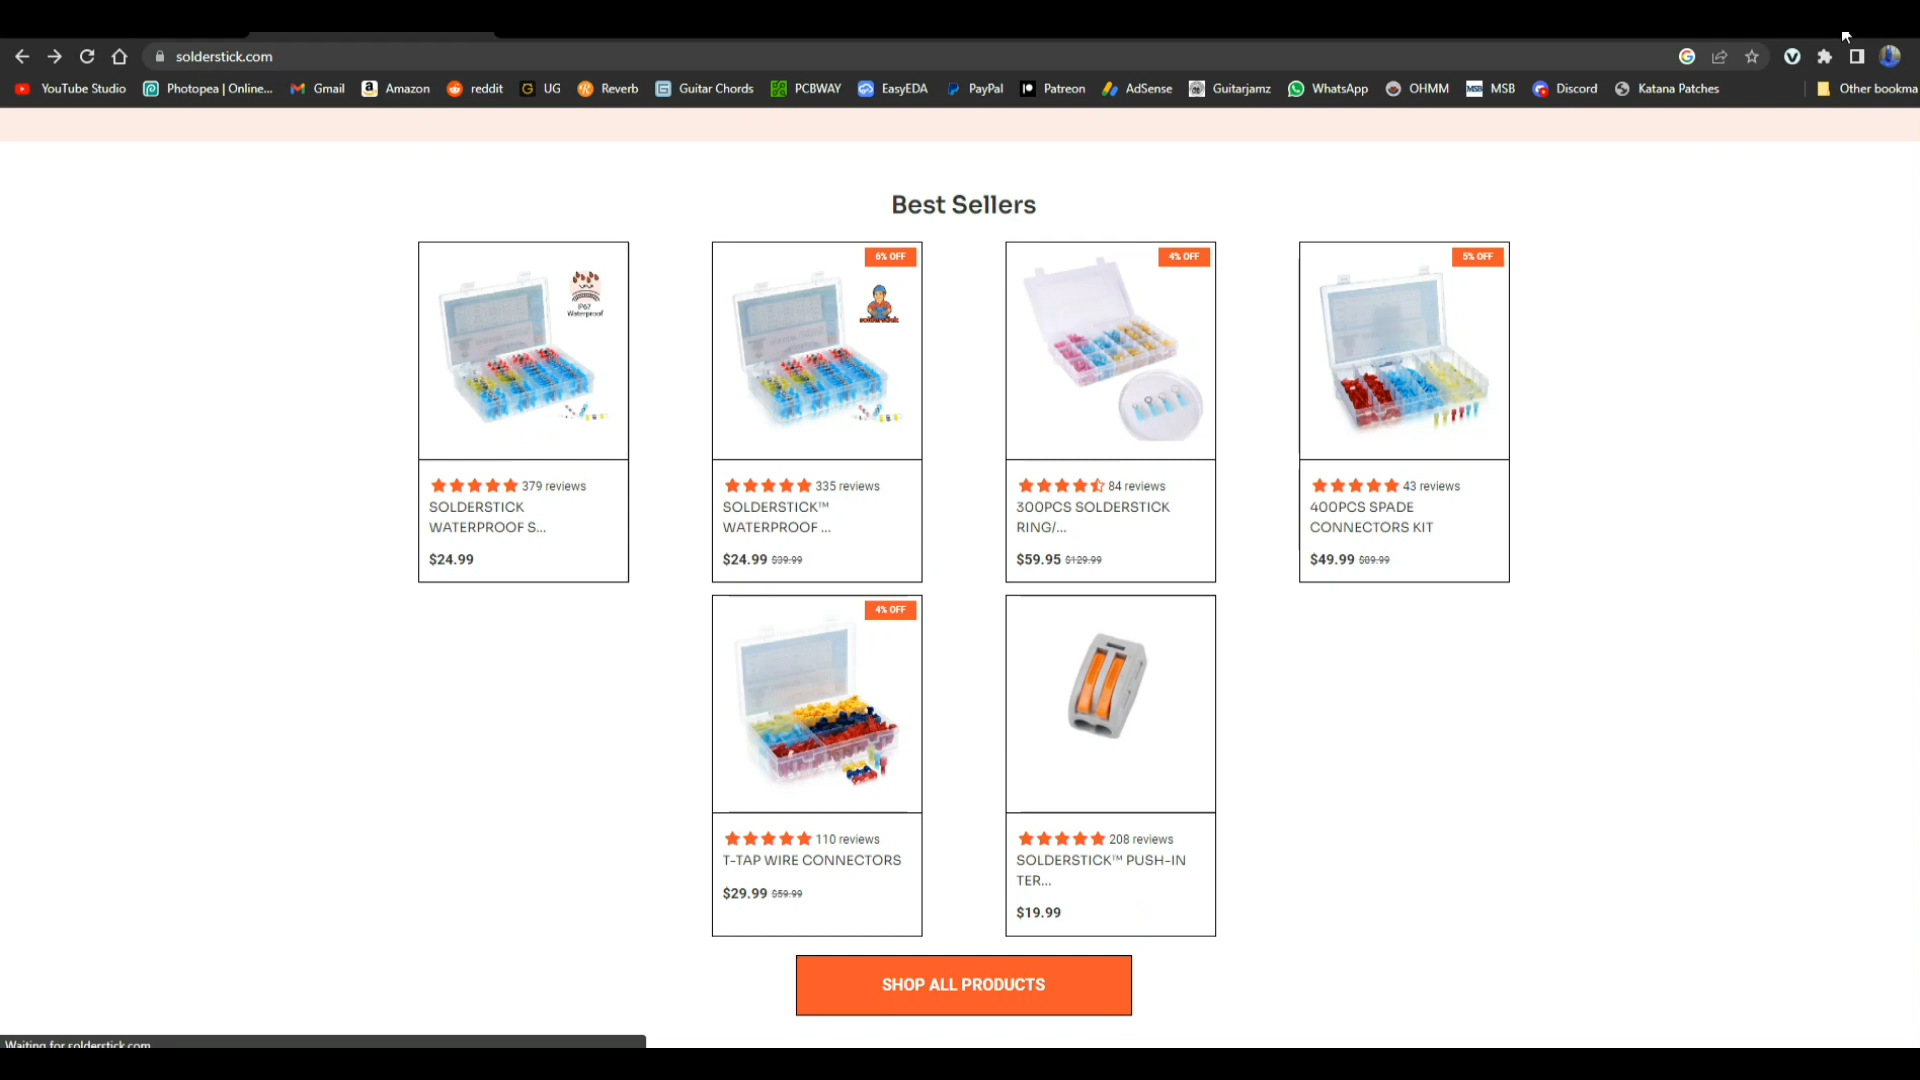 solderstick.com
YouTube Studio Photopea | Online... Gmail Amazon reddit UG Reverb Guitar Chords PCBWAY EasyEDA PayPal Patreon AdSense Guitarjamz WhatsApp OHMM MSB MSB Discord Katana Patches Other bookma
Best Sellers
IP67
Waterproof
379 reviews
SOLDERSTICK
WATERPROOF S...
$24.99
6% OFF
solderstick
335 reviews
SOLDERSTICK™
WATERPROOF ...
$24.99 $39.99
4% OFF
84 reviews
300PCS SOLDERSTICK
RING/...
$59.95 $129.99
5% OFF
43 reviews
400PCS SPADE
CONNECTORS KIT
$49.99 $89.99
4% OFF
110 reviews
T-TAP WIRE CONNECTORS
$29.99 $59.99
208 reviews
SOLDERSTICK™ PUSH-IN
TER...
$19.99
SHOP ALL PRODUCTS
Waiting for solderstick.com